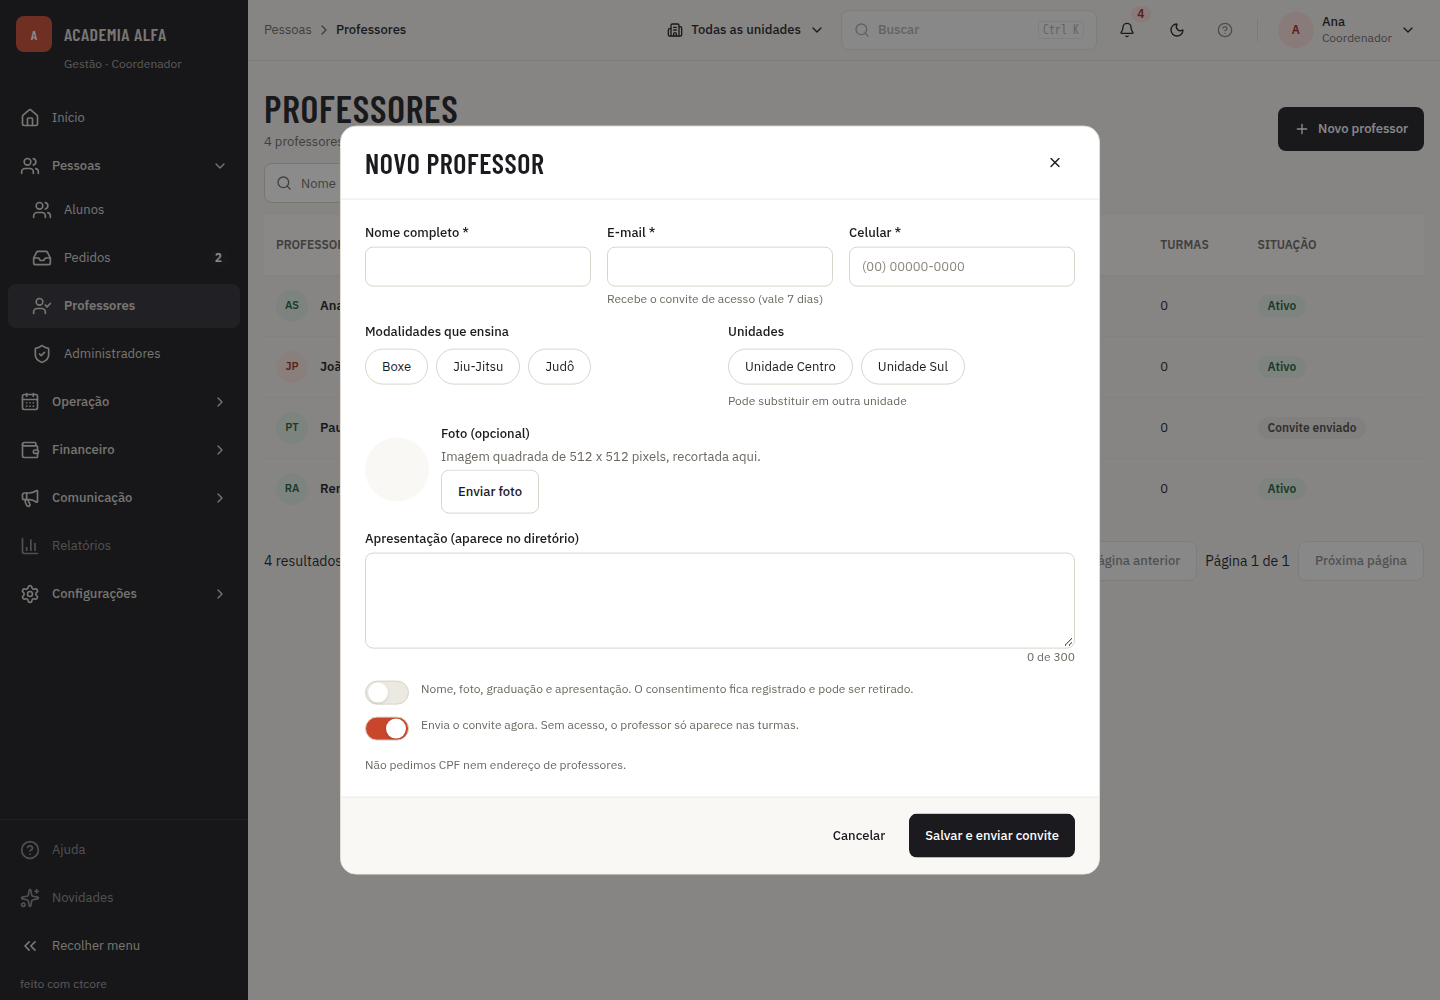 A
ACADEMIA ALFA
Gestão · Coordenador
Início
Pessoas
Alunos
Pedidos
2
Professores
Administradores
Operação
Financeiro
Comunicação
Relatórios
Configurações
Ajuda
Novidades
Recolher menu
feito com ctcore
Pessoas
Professores
Todas as unidades
Buscar
Ctrl K
4
A
Ana
Coordenador
PROFESSORES
4 professores
Novo professor
Nome
TURMAS
SITUAÇÃO
AS
Ana
0
Ativo
JP
0
Ativo
PT
0
Convite enviado
RA
0
Ativo
4 resultados
Página 1 de 1
Próxima página
NOVO PROFESSOR
Nome completo *
E-mail *
Celular *
(00) 00000-0000
Recebe o convite de acesso (vale 7 dias)
Modalidades que ensina
Unidades
Boxe
Jiu-Jitsu
Judô
Unidade Centro
Unidade Sul
Pode substituir em outra unidade
Foto (opcional)
Imagem quadrada de 512 x 512 pixels, recortada aqui.
Enviar foto
Apresentação (aparece no diretório)
0 de 300
Nome, foto, graduação e apresentação. O consentimento fica registrado e pode ser retirado.
Envia o convite agora. Sem acesso, o professor só aparece nas turmas.
Não pedimos CPF nem endereço de professores.
Cancelar
Salvar e enviar convite